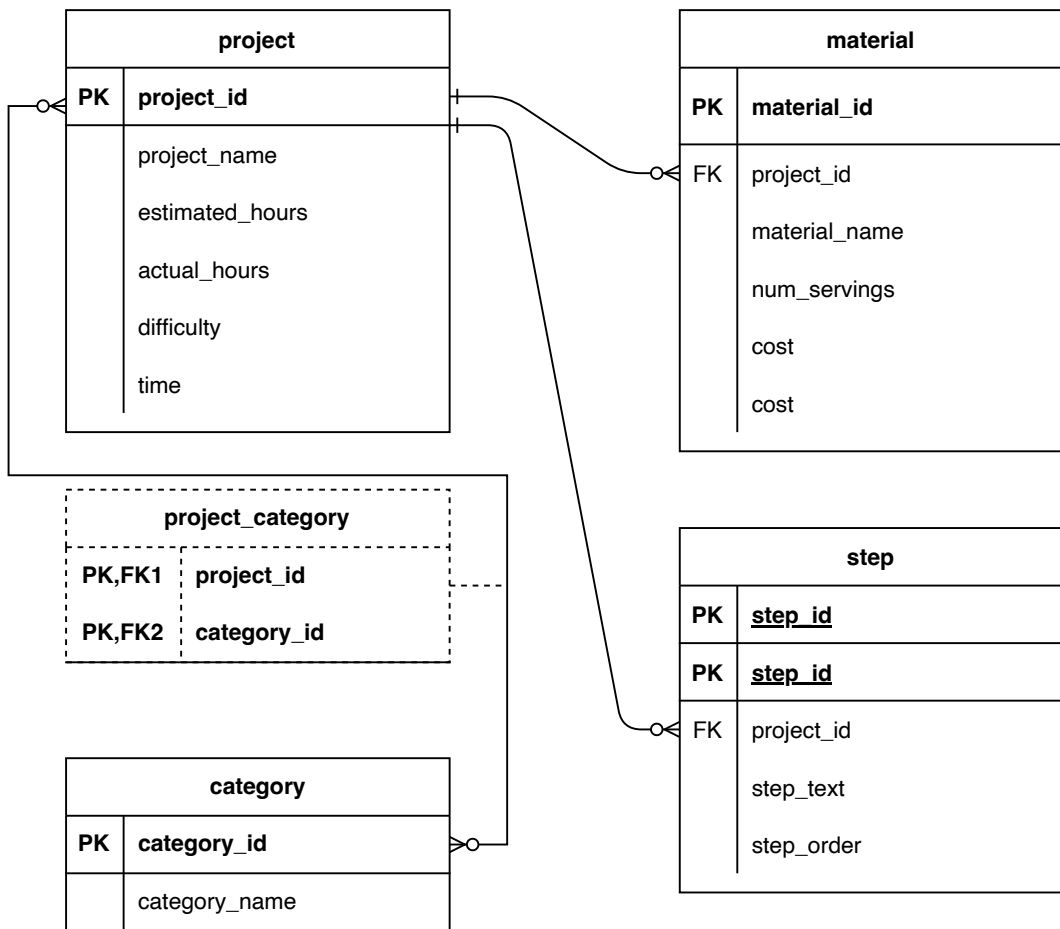 project
PK project_id
project_name
estimated_hours
actual_hours
difficulty
time
material
PK material_id
FK project_id
material_name
num_servings
cost
cost
project_category
PK,FK1 project_id
PK,FK2 category_id
step
PK step_id
PK step_id
FK project_id
step_text
step_order
category
PK category_id
category_name